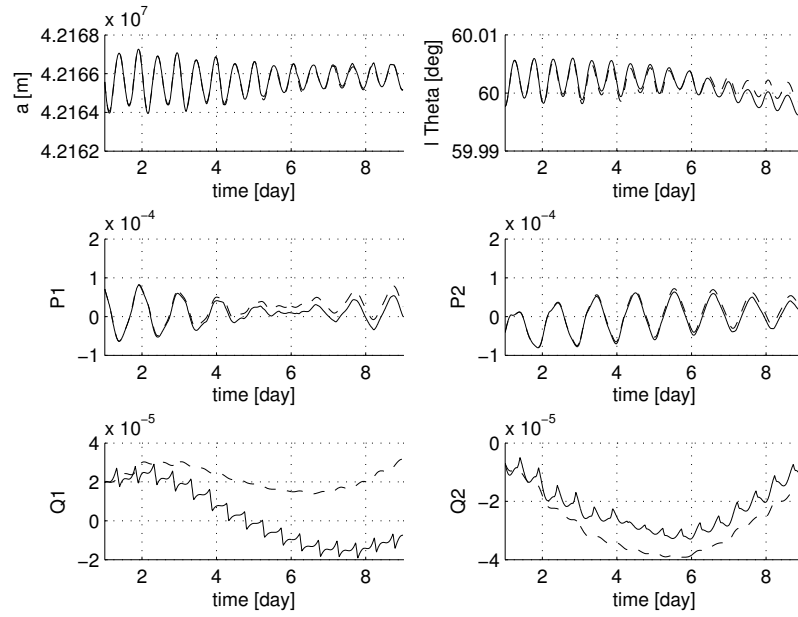 x 10^7
4.2168
4.2166
4.2164
4.2162
a [m]
2 4 6 8
time [day]
60.01
60
59.99
l Theta [deg]
2 4 6 8
time [day]
x 10^−4
2
1
0
−1
P1
2 4 6 8
time [day]
x 10^−4
2
1
0
−1
P2
2 4 6 8
time [day]
x 10^−5
4
2
0
−2
Q1
2 4 6 8
time [day]
x 10^−5
0
−2
−4
Q2
2 4 6 8
time [day]